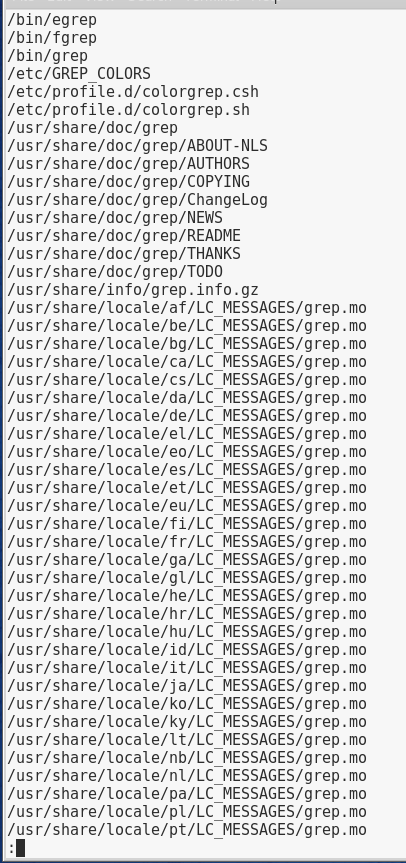 /bin/egrep
/bin/fgrep
/bin/grep
/etc/GREP_COLORS
/etc/profile.d/colorgrep.csh
/etc/profile.d/colorgrep.sh
/usr/share/doc/grep
/usr/share/doc/grep/ABOUT-NLS
/usr/share/doc/grep/AUTHORS
/usr/share/doc/grep/COPYING
/usr/share/doc/grep/ChangeLog
/usr/share/doc/grep/NEWS
/usr/share/doc/grep/README
/usr/share/doc/grep/THANKS
/usr/share/doc/grep/TODO
/usr/share/info/grep.info.gz
/usr/share/locale/af/LC_MESSAGES/grep.mo
/usr/share/locale/be/LC_MESSAGES/grep.mo
/usr/share/locale/bg/LC_MESSAGES/grep.mo
/usr/share/locale/ca/LC_MESSAGES/grep.mo
/usr/share/locale/cs/LC_MESSAGES/grep.mo
/usr/share/locale/da/LC_MESSAGES/grep.mo
/usr/share/locale/de/LC_MESSAGES/grep.mo
/usr/share/locale/el/LC_MESSAGES/grep.mo
/usr/share/locale/eo/LC_MESSAGES/grep.mo
/usr/share/locale/es/LC_MESSAGES/grep.mo
/usr/share/locale/et/LC_MESSAGES/grep.mo
/usr/share/locale/eu/LC_MESSAGES/grep.mo
/usr/share/locale/fi/LC_MESSAGES/grep.mo
/usr/share/locale/fr/LC_MESSAGES/grep.mo
/usr/share/locale/ga/LC_MESSAGES/grep.mo
/usr/share/locale/gl/LC_MESSAGES/grep.mo
/usr/share/locale/he/LC_MESSAGES/grep.mo
/usr/share/locale/hr/LC_MESSAGES/grep.mo
/usr/share/locale/hu/LC_MESSAGES/grep.mo
/usr/share/locale/id/LC_MESSAGES/grep.mo
/usr/share/locale/it/LC_MESSAGES/grep.mo
/usr/share/locale/ja/LC_MESSAGES/grep.mo
/usr/share/locale/ko/LC_MESSAGES/grep.mo
/usr/share/locale/ky/LC_MESSAGES/grep.mo
/usr/share/locale/lt/LC_MESSAGES/grep.mo
/usr/share/locale/nb/LC_MESSAGES/grep.mo
/usr/share/locale/nl/LC_MESSAGES/grep.mo
/usr/share/locale/pa/LC_MESSAGES/grep.mo
/usr/share/locale/pl/LC_MESSAGES/grep.mo
/usr/share/locale/pt/LC_MESSAGES/grep.mo
: